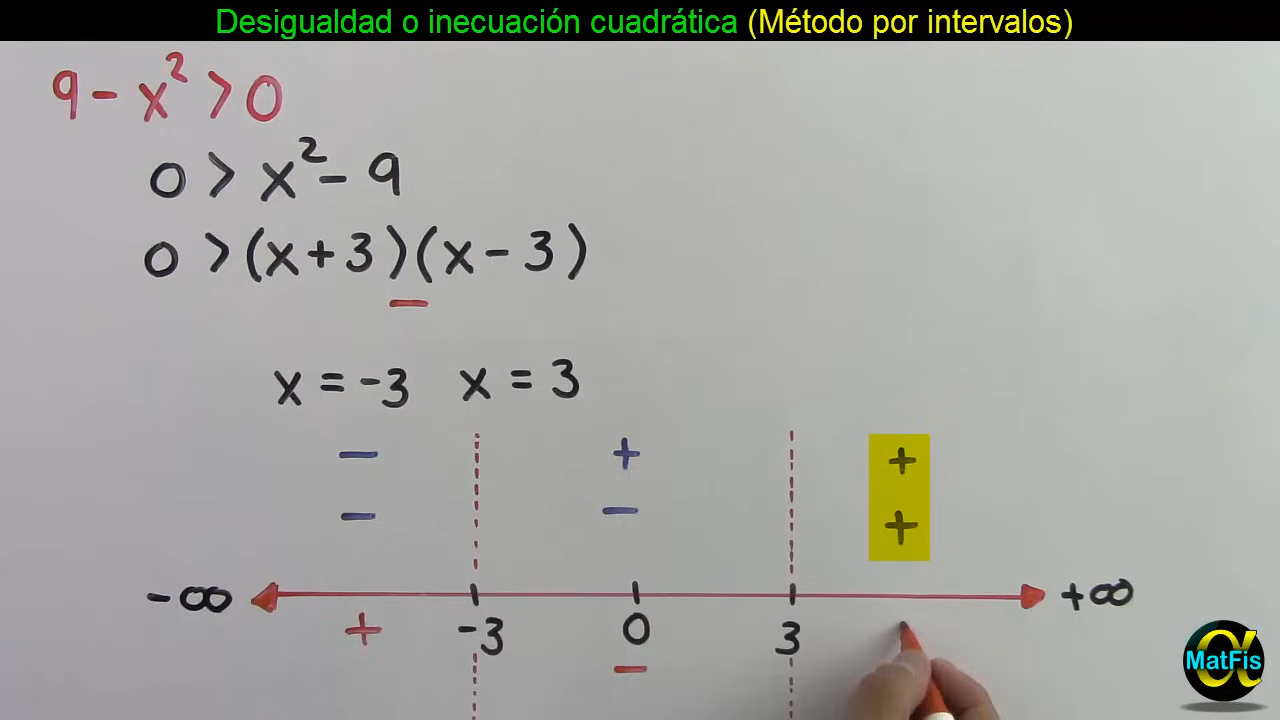 Desigualdad o inecuación cuadrática (Método por intervalos)
9 - x² > 0
0 > x² - 9
0 > (x + 3)(x - 3)
−
x = -3 x = 3
− + +
− − +
- ∞ + ∞
+ -3 0 3
−
α
MatFis